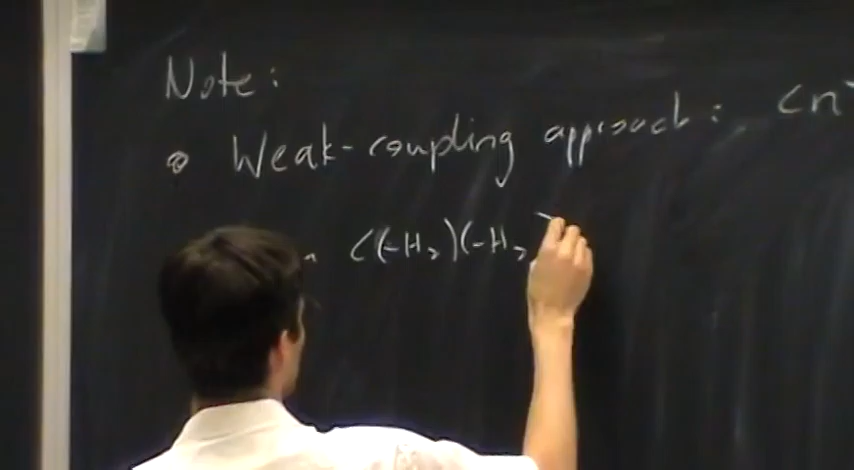 Note:
Weak-coupling approach: <n
<(-H₂)(-H₂